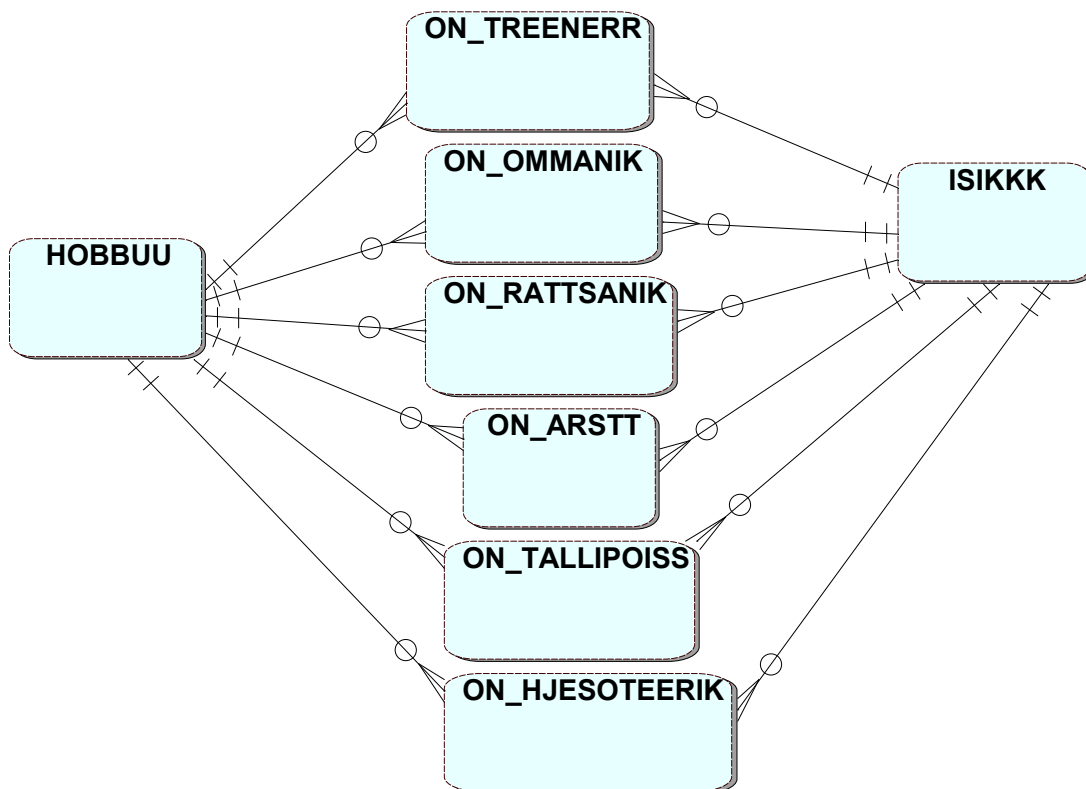 ON_TREENERR
ON_OMMANIK
ISIKKK
HOBBUU
ON_RATTSANIK
ON_ARSTT
ON_TALLIPOISS
ON_HJESOTEERIK